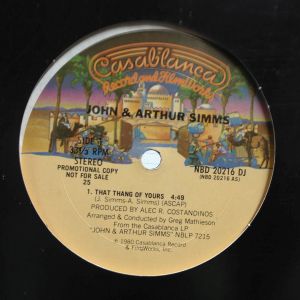 Casablanca
Record and FilmWorks
JOHN & ARTHUR SIMMS
SIDE
33⅓ RPM
STEREO
PROMOTIONAL COPY
NOT FOR SALE
25
NBD 20216 DJ
(NBD 20216 AS)
1. THAT THANG OF YOURS 4:49
(J. Simms-A. Simms) (ASCAP)
PRODUCED BY ALEC R. COSTANDINOS
Arranged & Conducted by Greg Mathieson
From the Casablanca LP
"JOHN & ARTHUR SIMMS" NBLP 7215
℗ 1980 Casablanca Record
& FilmWorks, Inc.